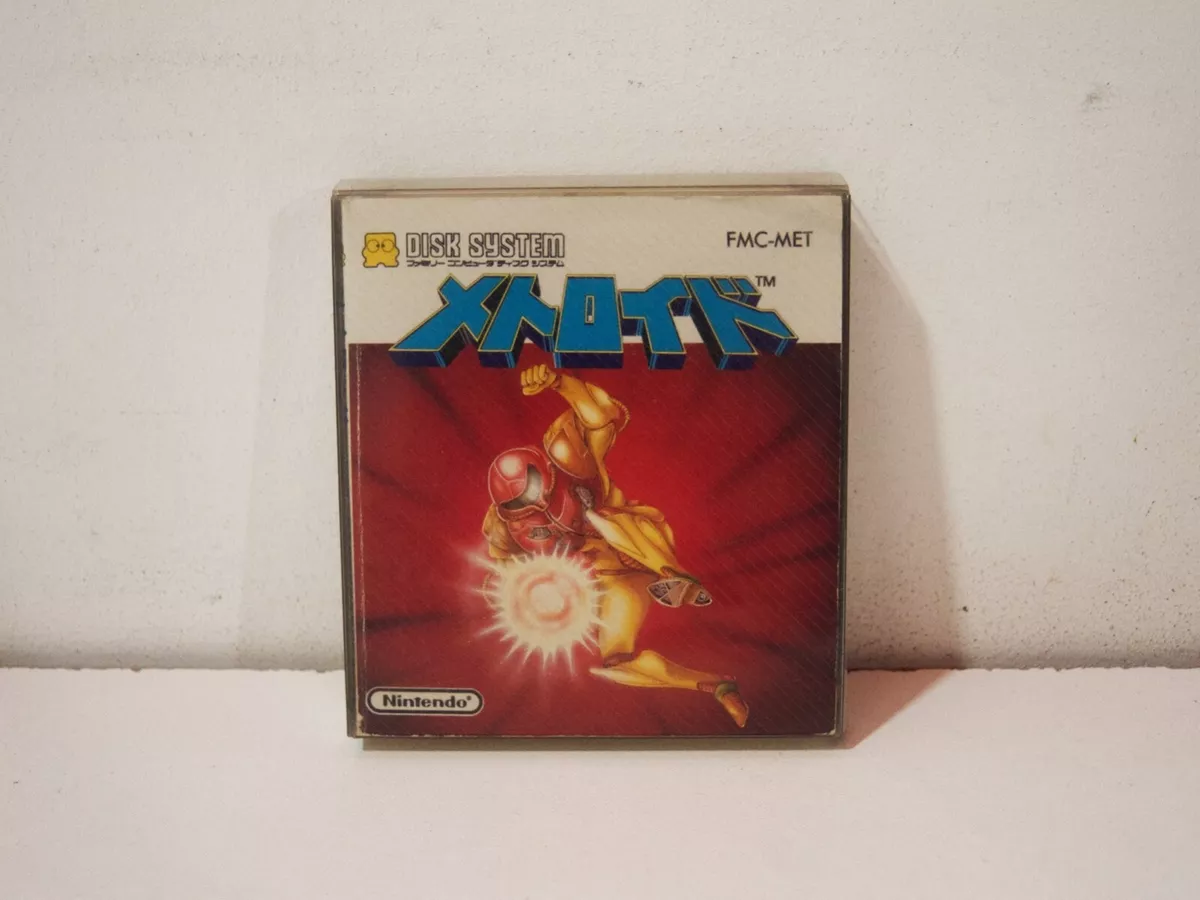 DISK SYSTEM
FMC-MET
ファミリー コンピュータ ディスク システム
メトロイド™
Nintendo®